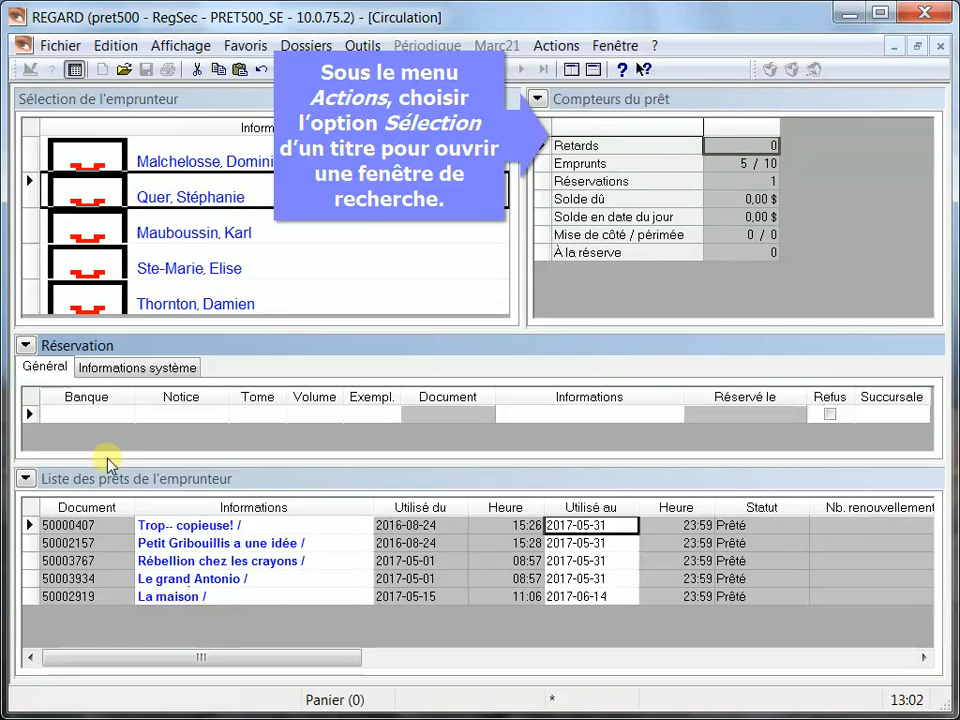 REGARD (pret500 - RegSec - PRET500_SE - 10.0.75.2) - [Circulation]
Fichier Edition Affichage Favoris Dossiers Outils Périodique Marc21 Actions Fenêtre ?
Sous le menu
Actions, choisir
l'option Sélection
d'un titre pour ouvrir
une fenêtre de
recherche.
Sélection de l'emprunteur
Malchelosse, Domini
Quer, Stéphanie
Mauboussin, Karl
Ste-Marie, Elise
Thornton, Damien
Compteurs du prêt
Retards 0
Emprunts 5 / 10
Réservations 1
Solde dû 0,00 $
Solde en date du jour 0,00 $
Mise de côté / périmée 0 / 0
À la réserve 0
Réservation
Général Informations système
Banque Notice Tome Volume Exempl. Document Informations Réservé le Refus Succursale
Liste des prêts de l'emprunteur
Document Informations Utilisé du Heure Utilisé au Heure Statut Nb. renouvellement
50000407 Trop-- copieuse! / 2016-08-24 15:26 2017-05-31 23:59 Prêté
50002157 Petit Gribouillis a une idée / 2016-08-24 15:28 2017-05-31 23:59 Prêté
50003767 Rébellion chez les crayons / 2017-05-01 08:57 2017-05-31 23:59 Prêté
50003934 Le grand Antonio / 2017-05-01 08:57 2017-05-31 23:59 Prêté
50002919 La maison / 2017-05-15 11:06 2017-06-14 23:59 Prêté
Panier (0) * 13:02